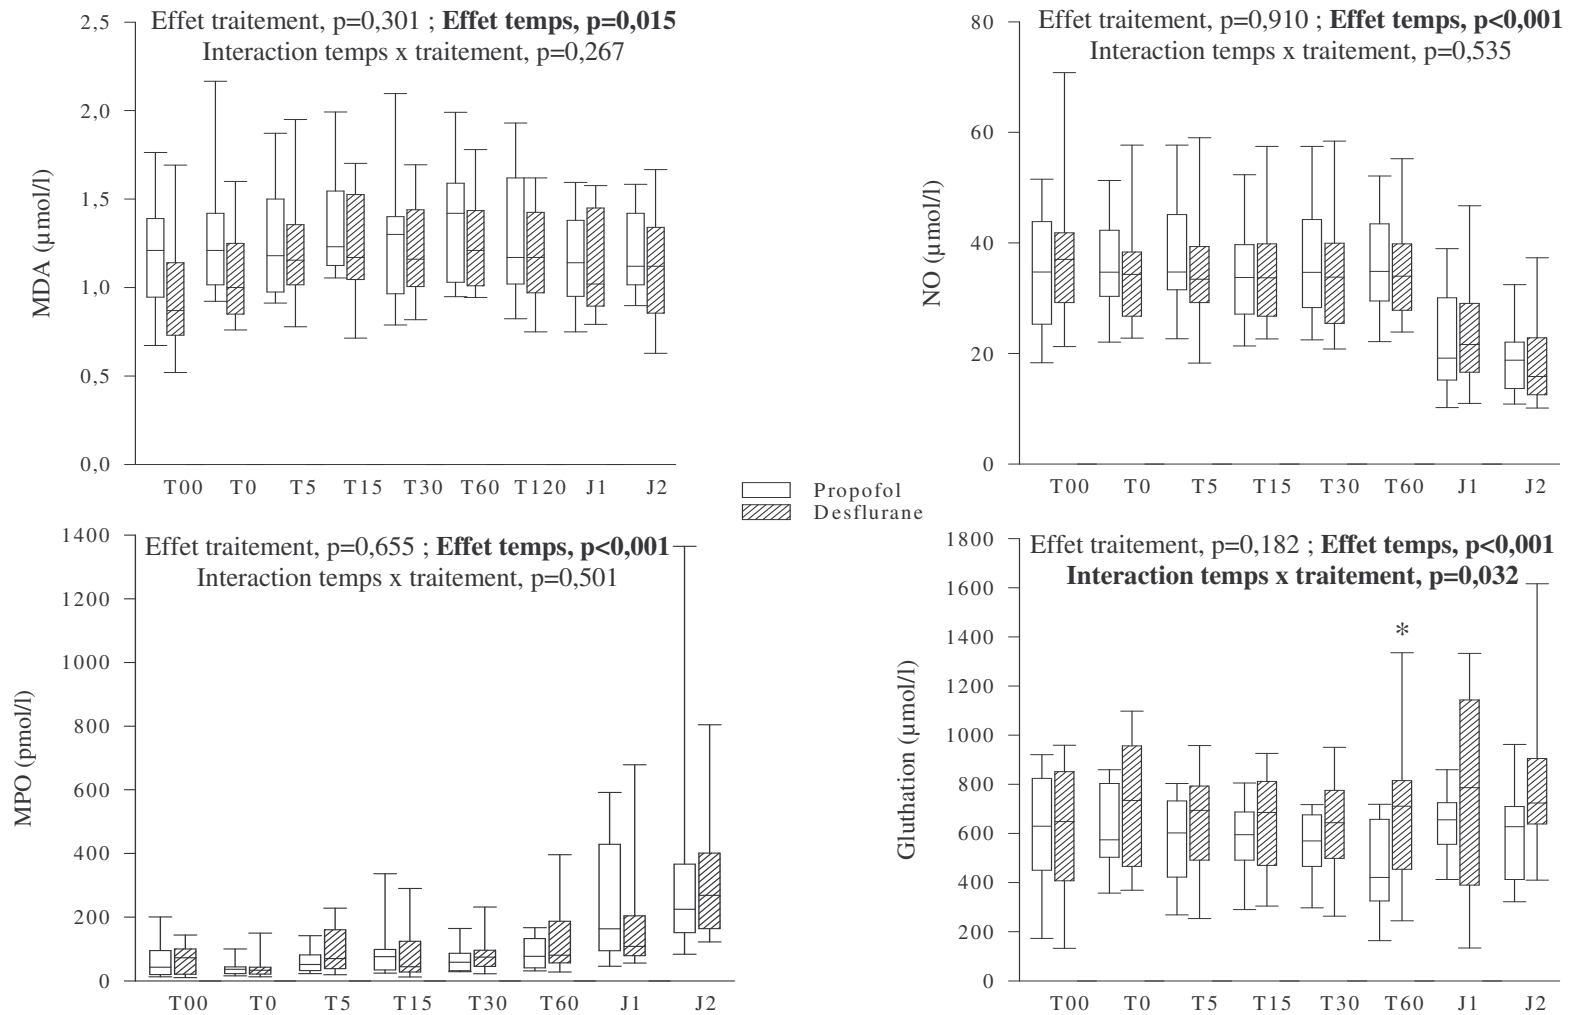 Effet traitement, p=0,301 ; Effet temps, p=0,015
Interaction temps x traitement, p=0,267
2,5
2,0
1,5
1,0
0,5
0,0
MDA (µmol/l)
T00 T0 T5 T15 T30 T60 T120 J1 J2
Effet traitement, p=0,910 ; Effet temps, p<0,001
Interaction temps x traitement, p=0,535
80
60
40
20
0
NO (µmol/l)
T00 T0 T5 T15 T30 T60 J1 J2
Propofol
Desflurane
Effet traitement, p=0,655 ; Effet temps, p<0,001
Interaction temps x traitement, p=0,501
1400
1200
1000
800
600
400
200
0
MPO (pmol/l)
T00 T0 T5 T15 T30 T60 J1 J2
Effet traitement, p=0,182 ; Effet temps, p<0,001
Interaction temps x traitement, p=0,032
1800
1600
1400
1200
1000
800
600
400
200
0
*
Gluthation (µmol/l)
T00 T0 T5 T15 T30 T60 J1 J2